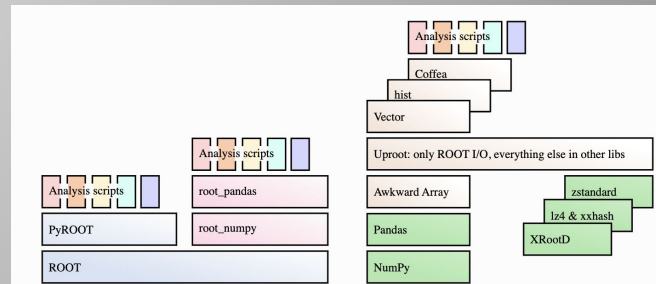 Analysis scripts
PyROOT
ROOT
Analysis scripts
root_pandas
root_numpy
Analysis scripts
Coffea
hist
Vector
Uproot: only ROOT I/O, everything else in other libs
Awkward Array
Pandas
NumPy
zstandard
lz4 & xxhash
XRootD